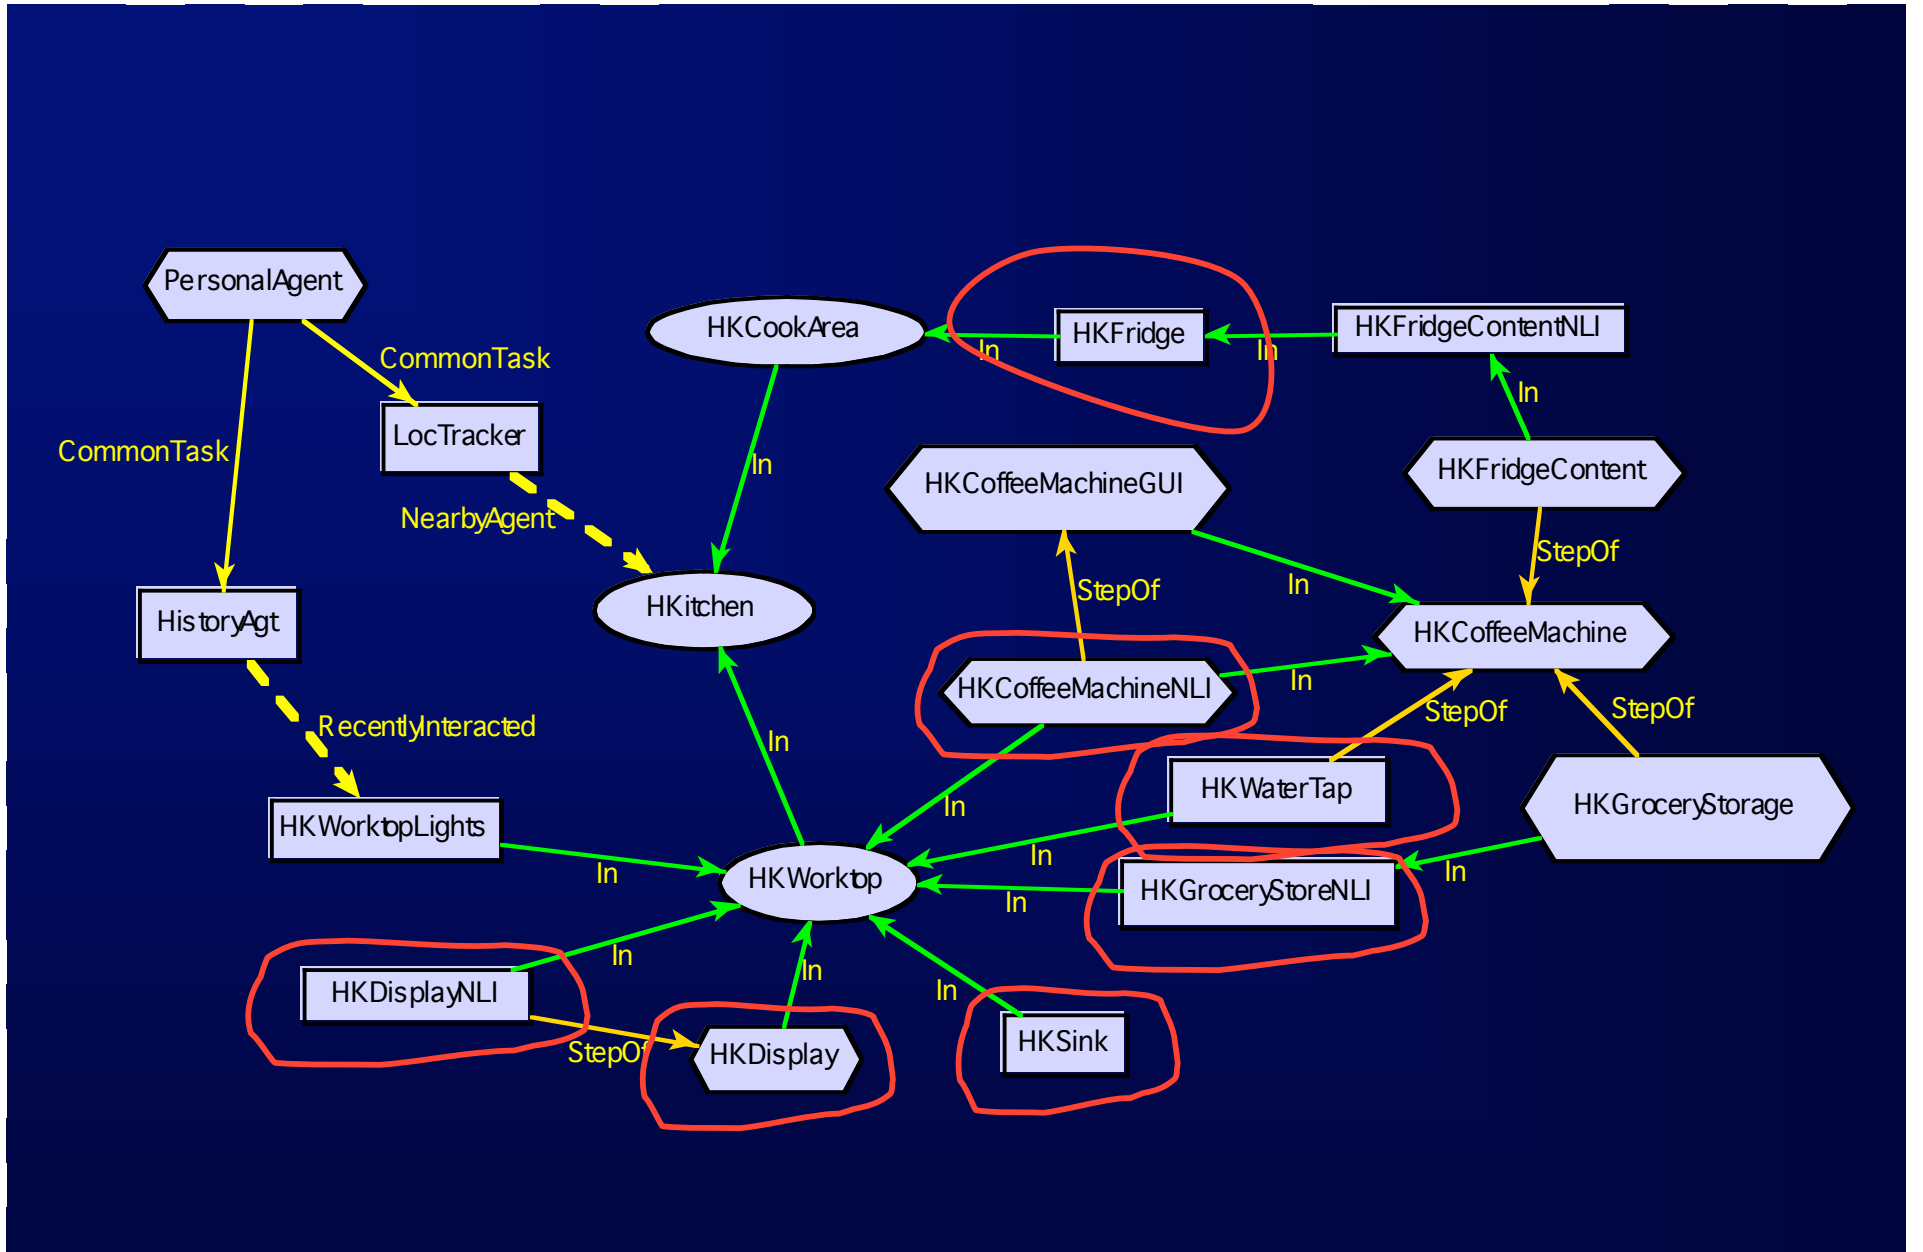 PersonalAgent
HKCookArea
In
HKFridge
In
HKFridgeContentNLI
CommonTask
In
LocTracker
CommonTask
In
HKCoffeeMachineGUI
HKFridgeContent
NearbyAgent
StepOf
In
StepOf
HistoryAgt
HKitchen
HKCoffeeMachine
HKCoffeeMachineNLI
In
StepOf
StepOf
RecentlyInteracted
In
HKWaterTap
In
HKGroceryStorage
HKWorktopLights
In
In
HKWorktop
In
HKGroceryStoreNLI
In
In
HKDisplayNLI
In
In
StepOf
HKDisplay
HKSink